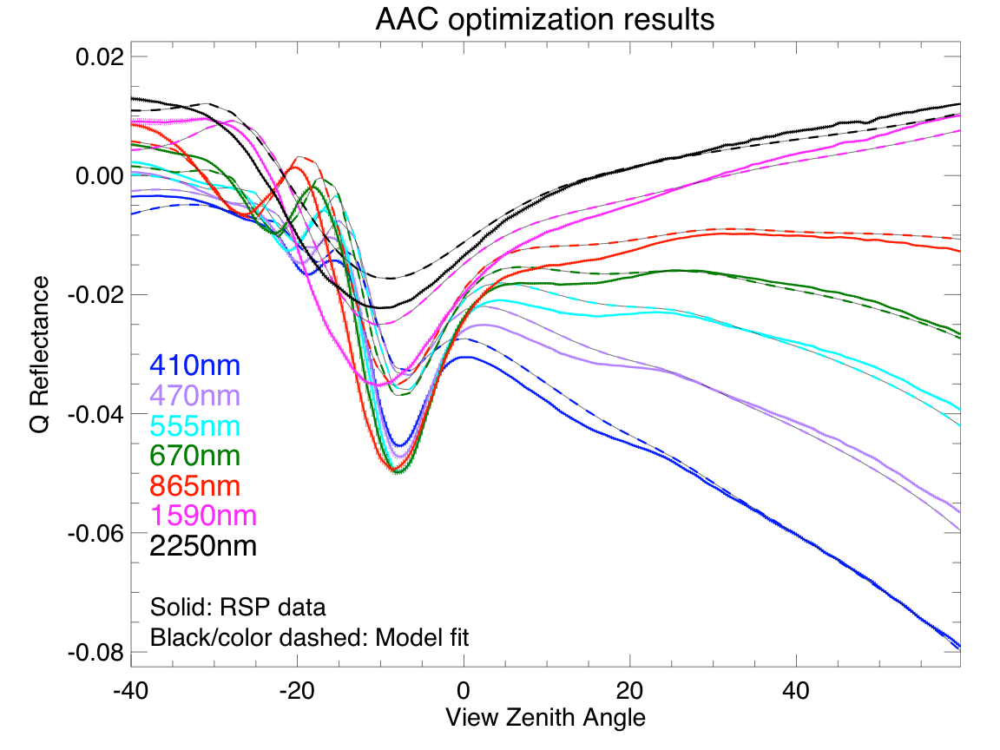 AAC optimization results
0.02
0.00
-0.02
-0.04
-0.06
-0.08
Q Reflectance
410nm
470nm
555nm
670nm
865nm
1590nm
2250nm
Solid: RSP data
Black/color dashed: Model fit
-40
-20
0
20
40
View Zenith Angle